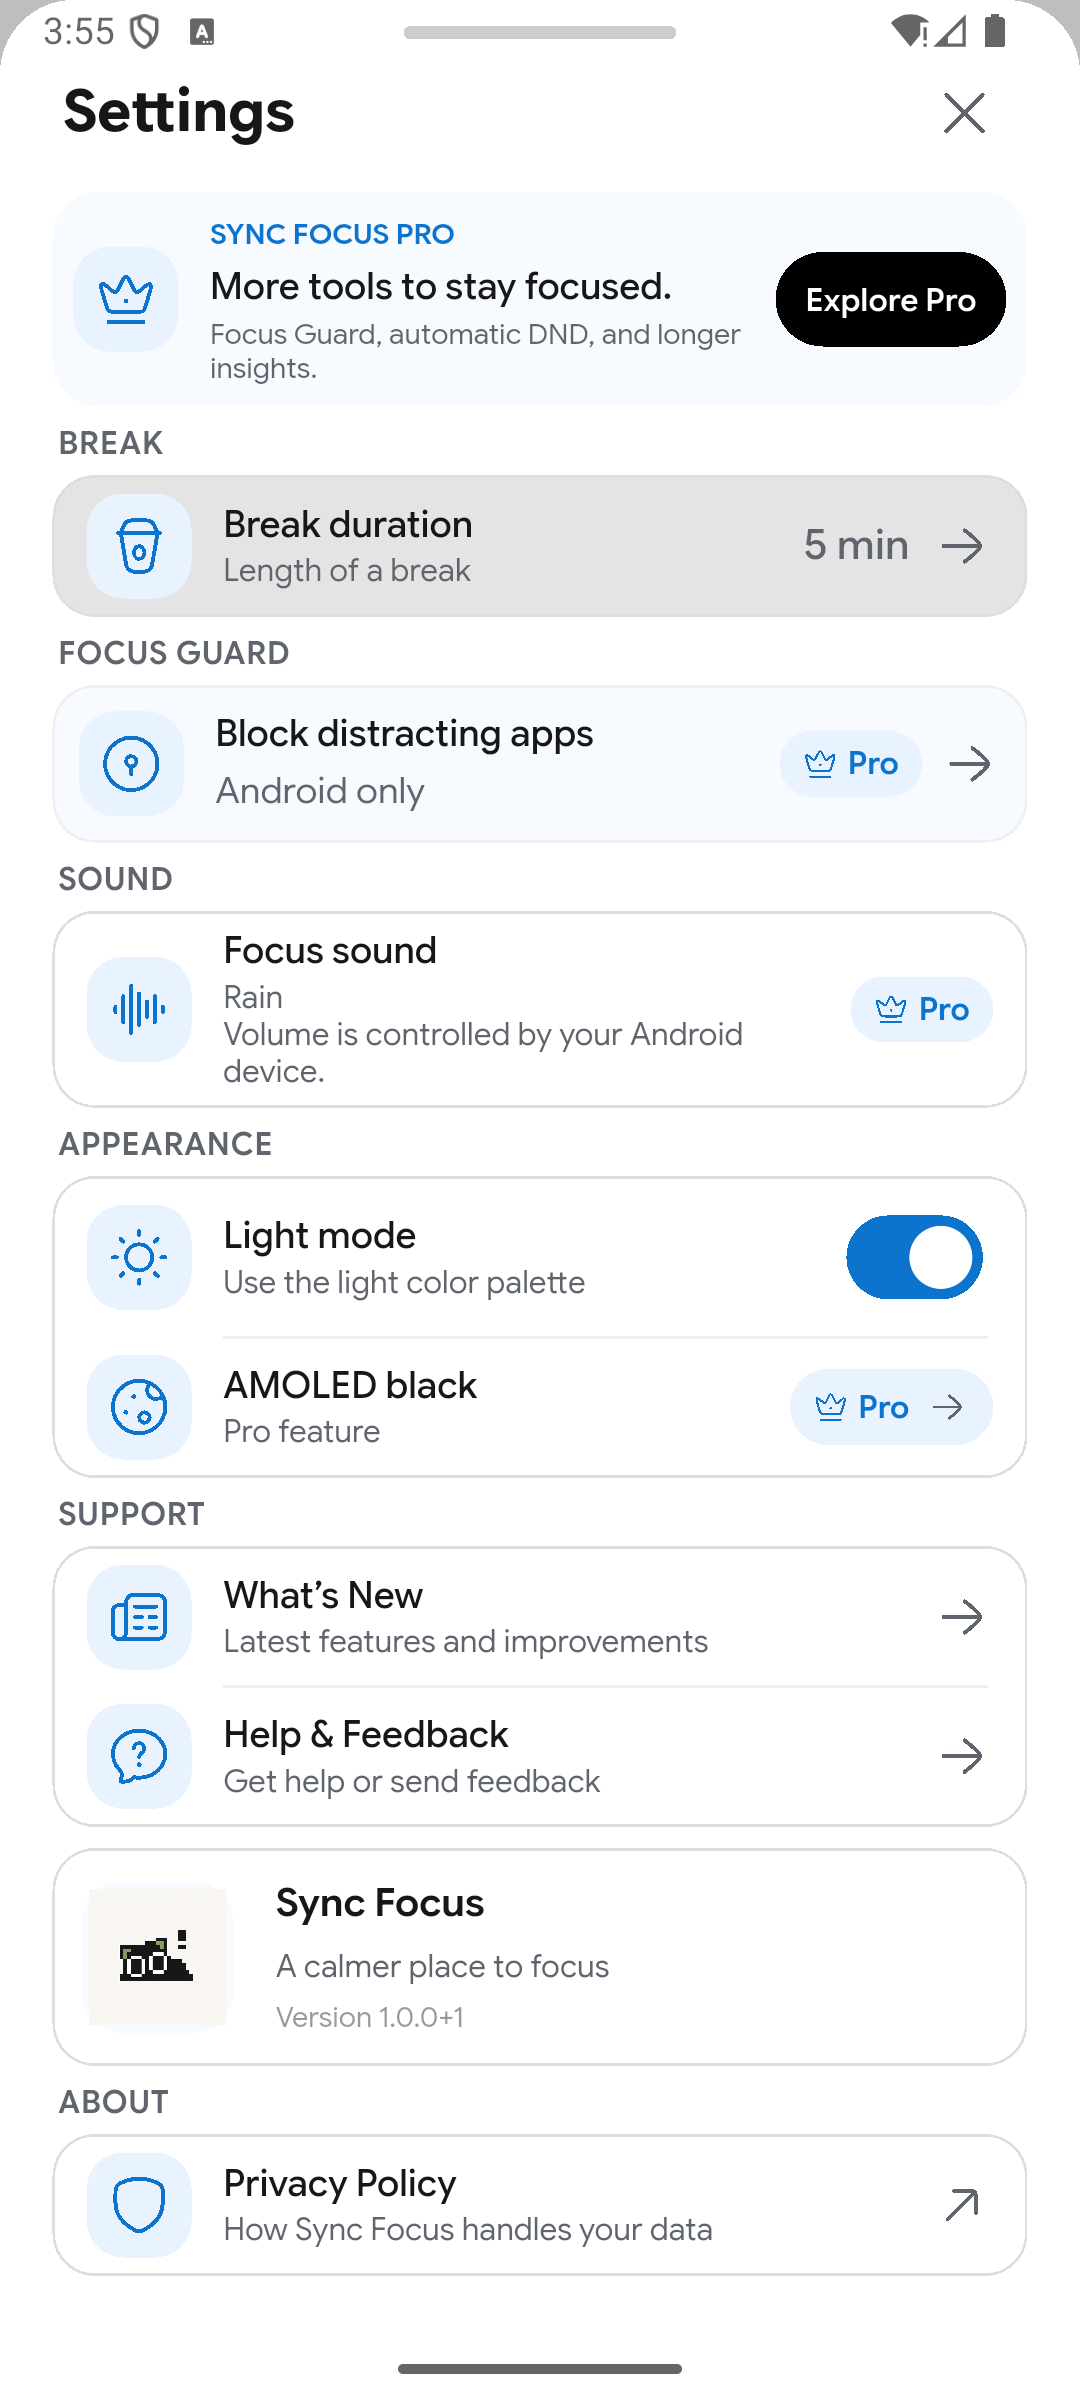 3:55
A
Settings
SYNC FOCUS PRO
More tools to stay focused.
Focus Guard, automatic DND, and longer
insights.
Explore Pro
BREAK
Break duration
Length of a break
5 min
FOCUS GUARD
Block distracting apps
Android only
Pro
SOUND
Focus sound
Rain
Volume is controlled by your Android
device.
Pro
APPEARANCE
Light mode
Use the light color palette
AMOLED black
Pro feature
Pro
SUPPORT
What’s New
Latest features and improvements
Help & Feedback
Get help or send feedback
Sync Focus
A calmer place to focus
Version 1.0.0+1
ABOUT
Privacy Policy
How Sync Focus handles your data